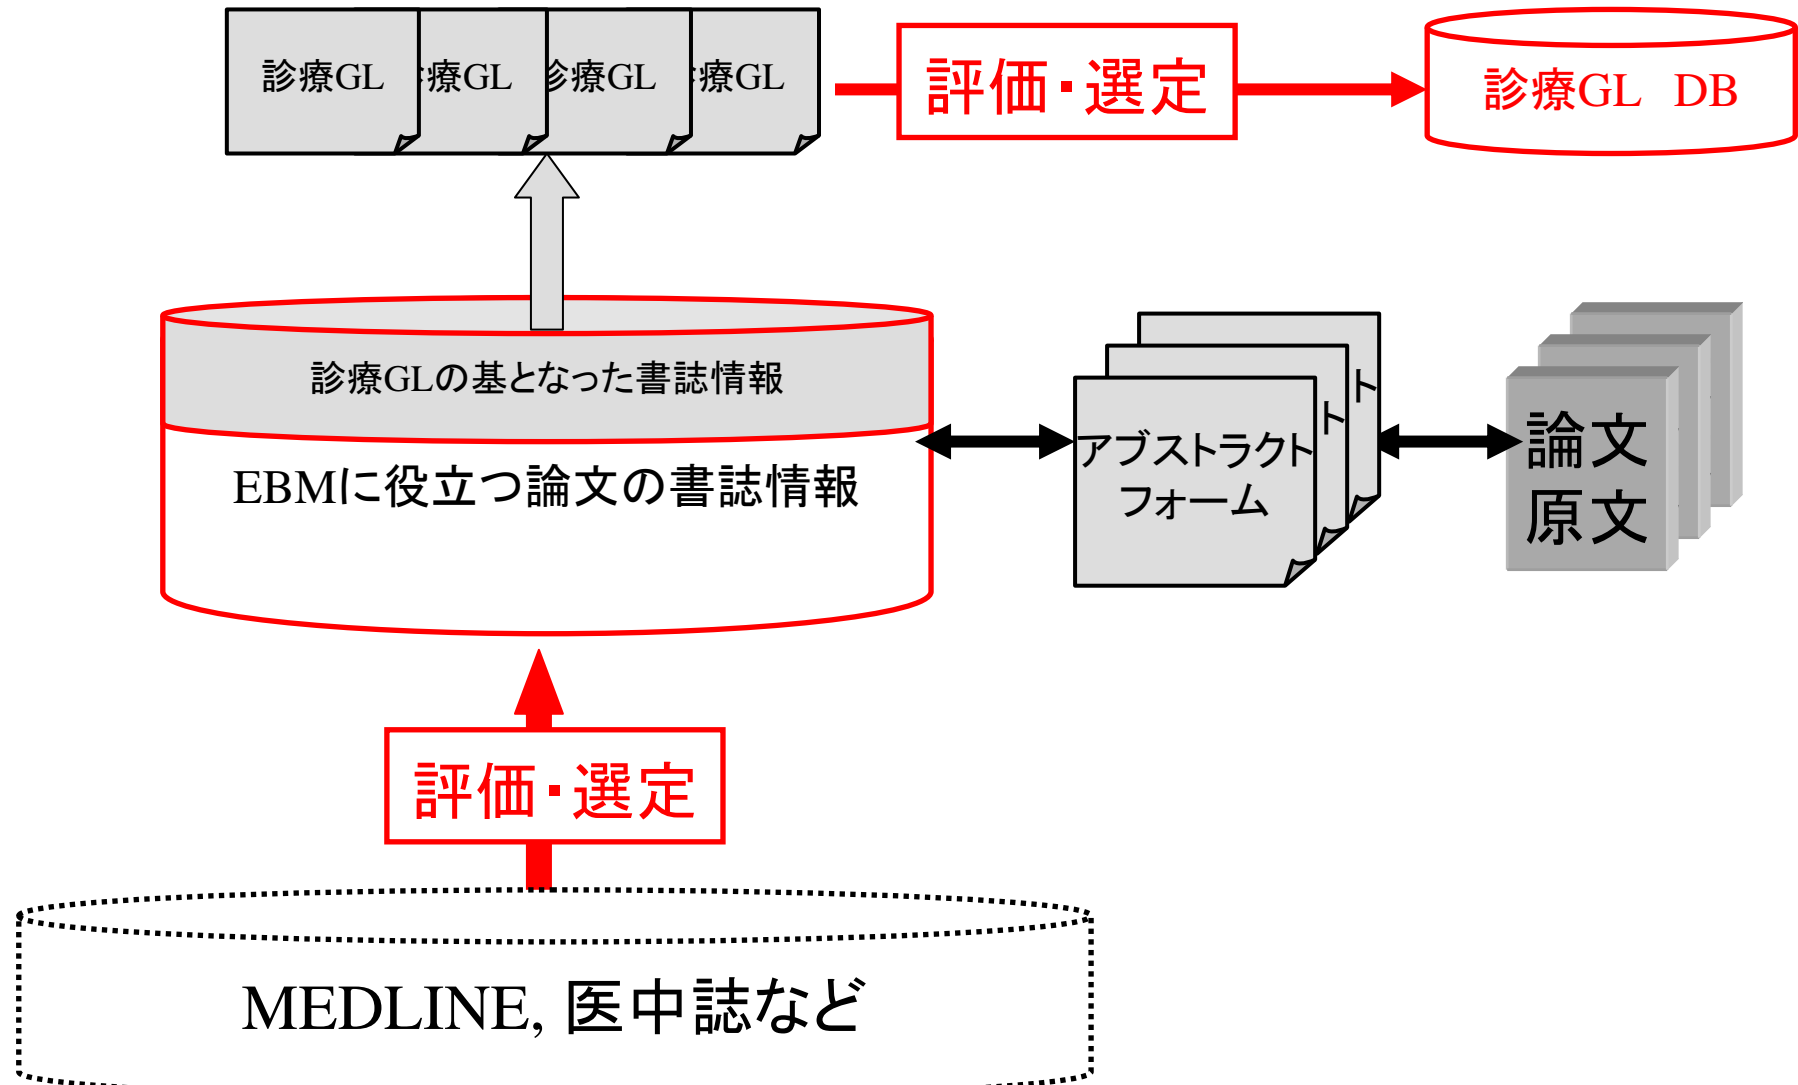 診療GL
療GL
診療GL
療GL
評価・選定
診療GL DB
診療GLの基となった書誌情報
EBMに役立つ論文の書誌情報
アブストラクト
フォーム
ト
ト
論文
原文
評価・選定
MEDLINE, 医中誌など